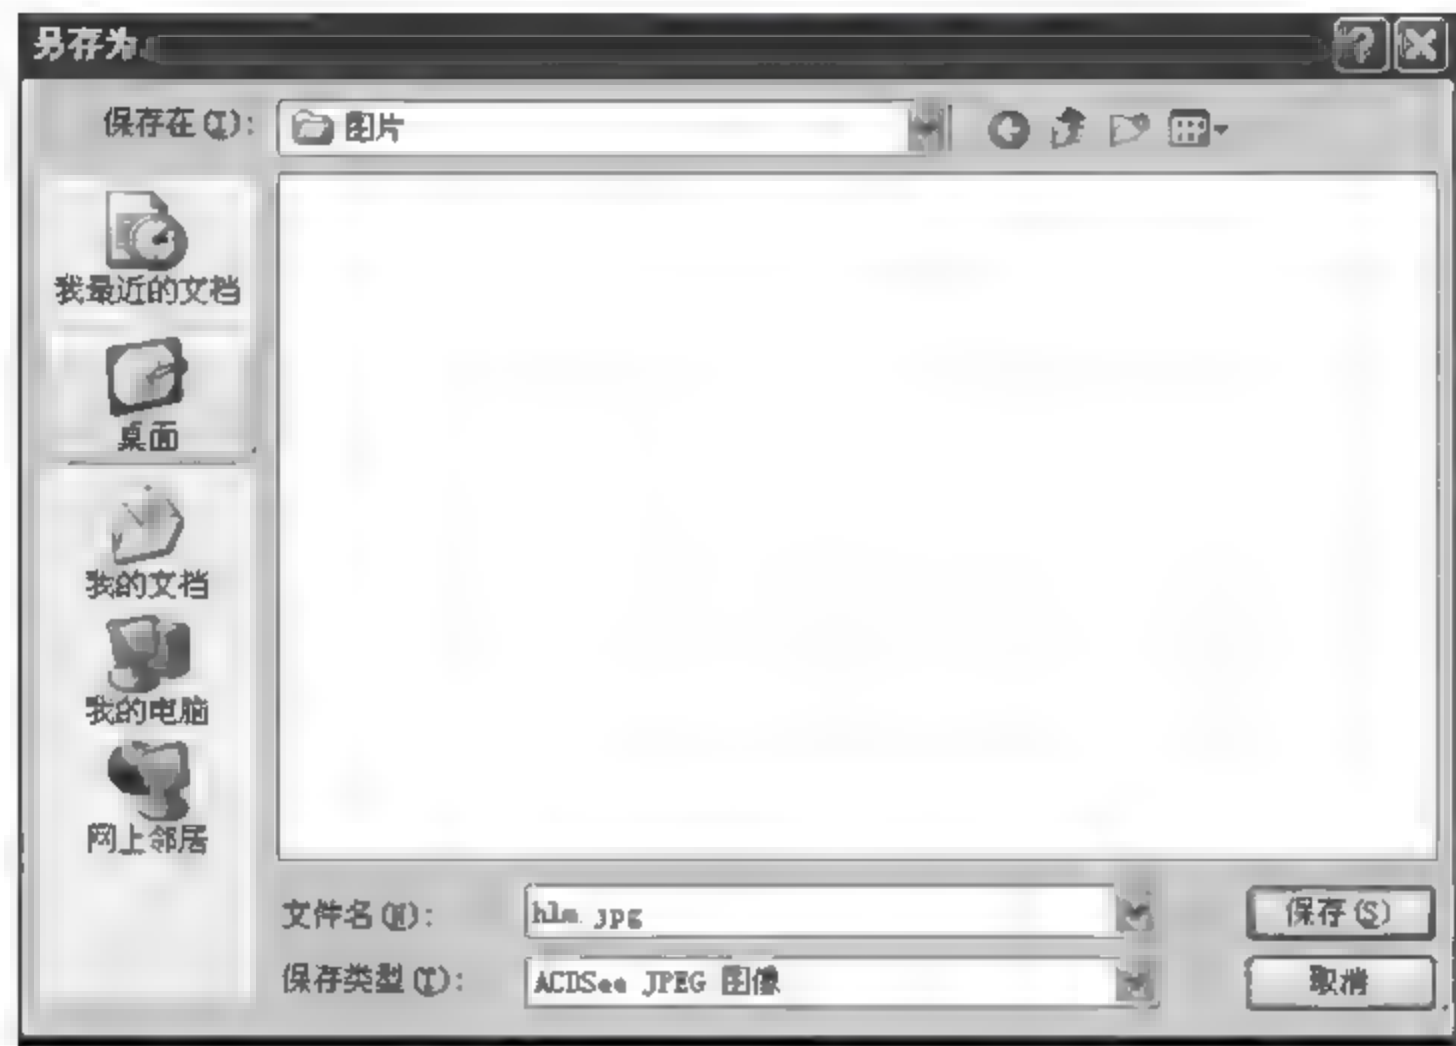 另存为
保存在(I):
图片
我最近的文档
桌面
我的文档
我的电脑
网上邻居
文件名(N):
hlm.jpg
保存(S)
保存类型(T):
ACDSee JPEG 图像
取消